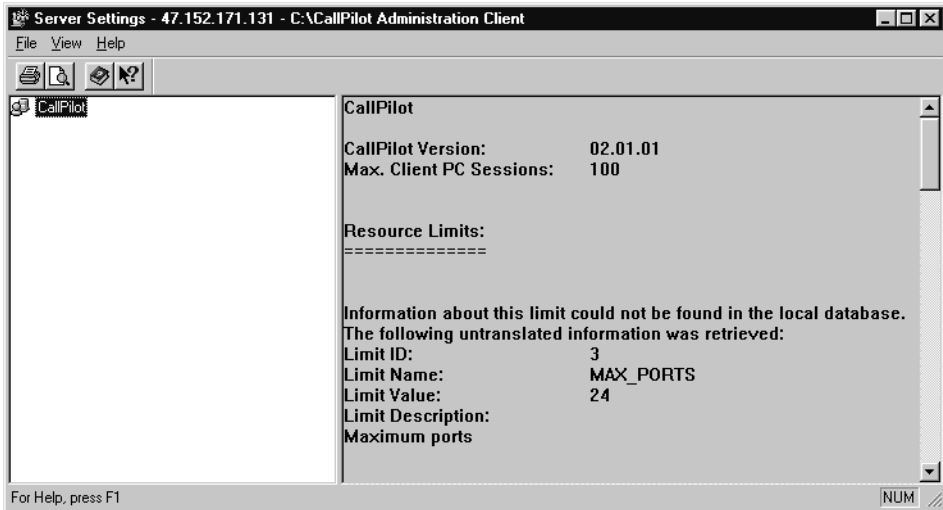 Server Settings - 47.152.171.131 - C:\CallPilot Administration Client
File View Help
CallPilot
CallPilot
CallPilot Version: 02.01.01
Max. Client PC Sessions: 100
Resource Limits:
==============
Information about this limit could not be found in the local database.
The following untranslated information was retrieved:
Limit ID: 3
Limit Name: MAX_PORTS
Limit Value: 24
Limit Description:
Maximum ports
For Help, press F1
NUM